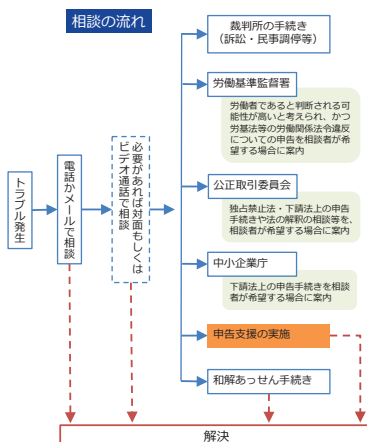 相談の流れ
トラブル発生
電話かメールで相談
必要があれば対面もしくは
ビデオ通話で相談
裁判所の手続き
（訴訟・民事調停等）
労働基準監督署
労働者であると判断される可
能性が高いと考えられ、かつ
労基法等の労働関係法令違反
についての申告を相談者が希
望する場合に案内
公正取引委員会
独占禁止法・下請法上の申告
手続きや法の解釈の相談等を、
相談者が希望する場合に案内
中小企業庁
下請法上の申告手続きを相談
者が希望する場合に案内
申告支援の実施
和解あっせん手続き
解決